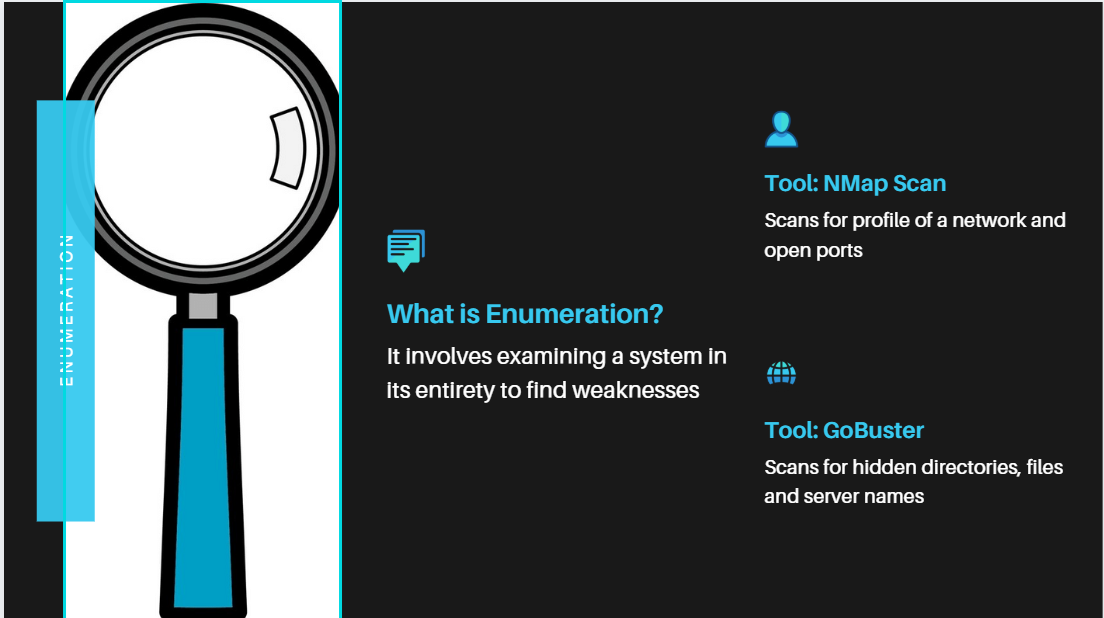 ENUMERATION
What is Enumeration?
It involves examining a system in
its entirety to find weaknesses
Tool: NMap Scan
Scans for profile of a network and
open ports
Tool: GoBuster
Scans for hidden directories, files
and server names